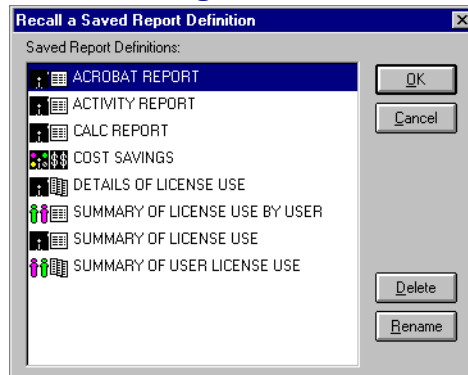 Recall a Saved Report Definition
Saved Report Definitions:
ACROBAT REPORT
ACTIVITY REPORT
CALC REPORT
COST SAVINGS
DETAILS OF LICENSE USE
SUMMARY OF LICENSE USE BY USER
SUMMARY OF LICENSE USE
SUMMARY OF USER LICENSE USE
OK
Cancel
Delete
Rename